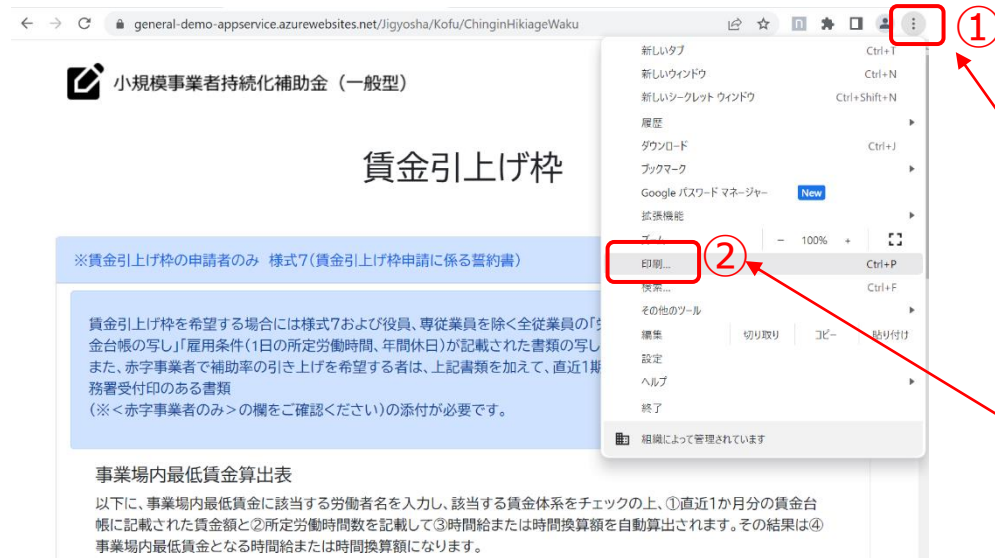 general-demo-appservice.azurewebsites.net/Jigyosha/Kofu/ChinginHikiageWaku
①
小規模事業者持続化補助金（一般型）
賃金引上げ枠
※賃金引上げ枠の申請者のみ 様式7（賃金引上げ枠申請に係る誓約書）
賃金引上げ枠を希望する場合には様式7および役員、専従業員を除く全従業員の「
金台帳の写し」「雇用条件（1日の所定労働時間、年間休日）が記載された書類の写し
また、赤字事業者で補助率の引き上げを希望する者は、上記書類を加えて、直近1期
務署受付印のある書類
（※＜赤字事業者のみ＞の欄をご確認ください）の添付が必要です。
事業場内最低賃金算出表
以下に、事業場内最低賃金に該当する労働者名を入力し、該当する賃金体系をチェックの上、①直近1か月分の賃金台
帳に記載された賃金額と②所定労働時間数を記載して③時間給または時間換算額を自動算出されます。その結果は④
事業場内最低賃金となる時間給または時間換算額になります。
新しいタブ Ctrl+T
新しいウィンドウ Ctrl+N
新しいシークレット ウィンドウ Ctrl+Shift+N
履歴
ダウンロード Ctrl+J
ブックマーク
Google パスワード マネージャー New
拡張機能
ズーム － 100% +
印刷... Ctrl+P
②
検索... Ctrl+F
その他のツール
編集 切り取り コピー 貼り付け
設定
ヘルプ
終了
組織によって管理されています